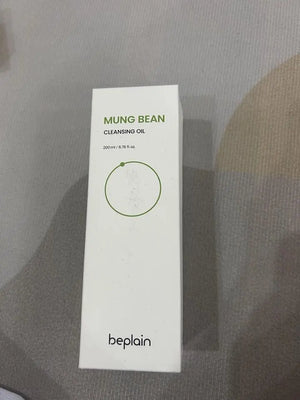 MUNG BEAN
CLEANSING OIL
200 ml / 6.76 fl.oz.
beplain